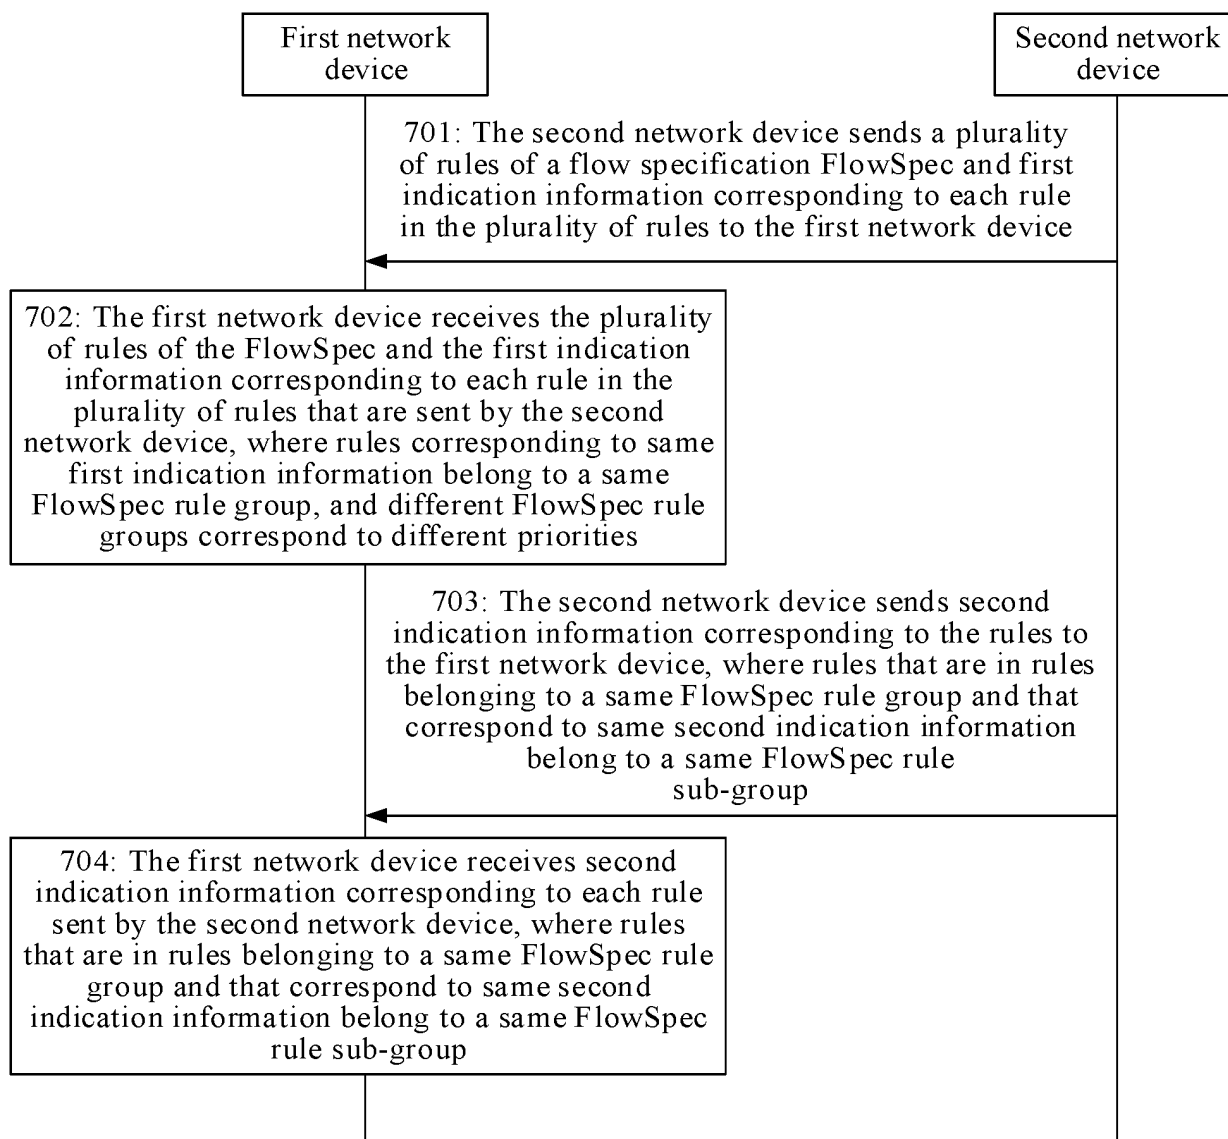 First network
device
Second network
device
701: The second network device sends a plurality
of rules of a flow specification FlowSpec and first
indication information corresponding to each rule
in the plurality of rules to the first network device
702: The first network device receives the plurality
of rules of the FlowSpec and the first indication
information corresponding to each rule in the
plurality of rules that are sent by the second
network device, where rules corresponding to same
first indication information belong to a same
FlowSpec rule group, and different FlowSpec rule
groups correspond to different priorities
703: The second network device sends second
indication information corresponding to the rules to
the first network device, where rules that are in rules
belonging to a same FlowSpec rule group and that
correspond to same second indication information
belong to a same FlowSpec rule
sub-group
704: The first network device receives second
indication information corresponding to each rule
sent by the second network device, where rules
that are in rules belonging to a same FlowSpec rule
group and that correspond to same second
indication information belong to a same FlowSpec
rule sub-group